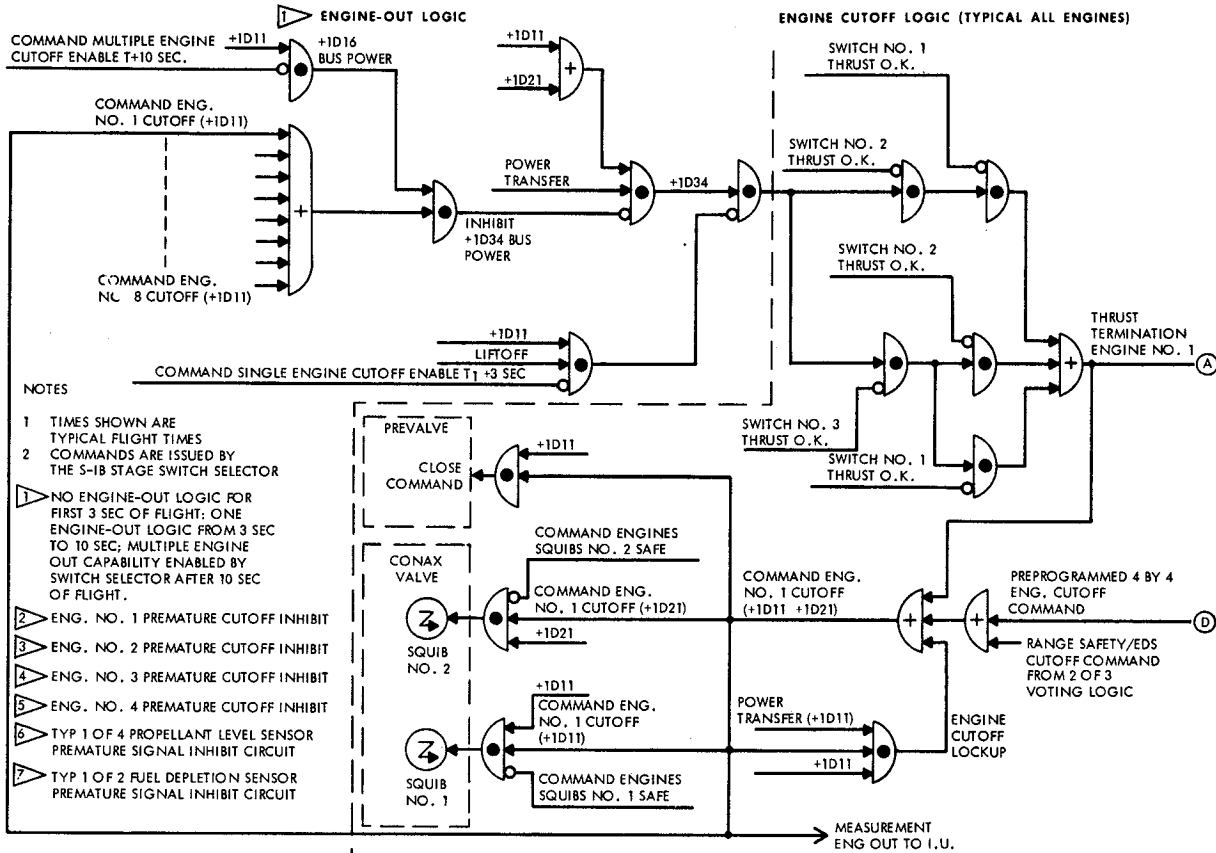 1 ENGINE-OUT LOGIC
ENGINE CUTOFF LOGIC (TYPICAL ALL ENGINES)
COMMAND MULTIPLE ENGINE
CUTOFF ENABLE T+10 SEC.
+1D11
+1D16
BUS POWER
+1D11
+1D21
SWITCH NO. 1
THRUST O.K.
COMMAND ENG.
NO. 1 CUTOFF (+1D11)
+
+
POWER
TRANSFER
+1D34
SWITCH NO. 2
THRUST O.K.
INHIBIT
+1D34 BUS
POWER
COMMAND ENG.
NO. 8 CUTOFF (+1D11)
SWITCH NO. 2
THRUST O.K.
+1D11
LIFTOFF
COMMAND SINGLE ENGINE CUTOFF ENABLE T1 +3 SEC
+
THRUST
TERMINATION
ENGINE NO. 1
A
SWITCH NO. 3
THRUST O.K.
SWITCH NO. 1
THRUST O.K.
NOTES
1 TIMES SHOWN ARE
TYPICAL FLIGHT TIMES
2 COMMANDS ARE ISSUED BY
THE S-IB STAGE SWITCH SELECTOR
1 NO ENGINE-OUT LOGIC FOR
FIRST 3 SEC OF FLIGHT; ONE
ENGINE-OUT LOGIC FROM 3 SEC
TO 10 SEC; MULTIPLE ENGINE
OUT CAPABILITY ENABLED BY
SWITCH SELECTOR AFTER 10 SEC
OF FLIGHT.
2 ENG. NO. 1 PREMATURE CUTOFF INHIBIT
3 ENG. NO. 2 PREMATURE CUTOFF INHIBIT
4 ENG. NO. 3 PREMATURE CUTOFF INHIBIT
5 ENG. NO. 4 PREMATURE CUTOFF INHIBIT
6 TYP 1 OF 4 PROPELLANT LEVEL SENSOR
PREMATURE SIGNAL INHIBIT CIRCUIT
7 TYP 1 OF 2 FUEL DEPLETION SENSOR
PREMATURE SIGNAL INHIBIT CIRCUIT
PREVALVE
CLOSE
COMMAND
+1D11
CONAX
VALVE
SQUIB
NO. 2
COMMAND ENGINES
SQUIBS NO. 2 SAFE
COMMAND ENG.
NO. 1 CUTOFF (+1D21)
+1D21
COMMAND ENG.
NO. 1 CUTOFF
(+1D11 +1D21)
+
+
PREPROGRAMMED 4 BY 4
ENG. CUTOFF
COMMAND
D
RANGE SAFETY/EDS
CUTOFF COMMAND
FROM 2 OF 3
VOTING LOGIC
SQUIB
NO. 1
+1D11
COMMAND ENG.
NO. 1 CUTOFF
(+1D11)
COMMAND ENGINES
SQUIBS NO. 1 SAFE
POWER
TRANSFER (+1D11)
+1D11
ENGINE
CUTOFF
LOCKUP
MEASUREMENT
ENG OUT TO I.U.